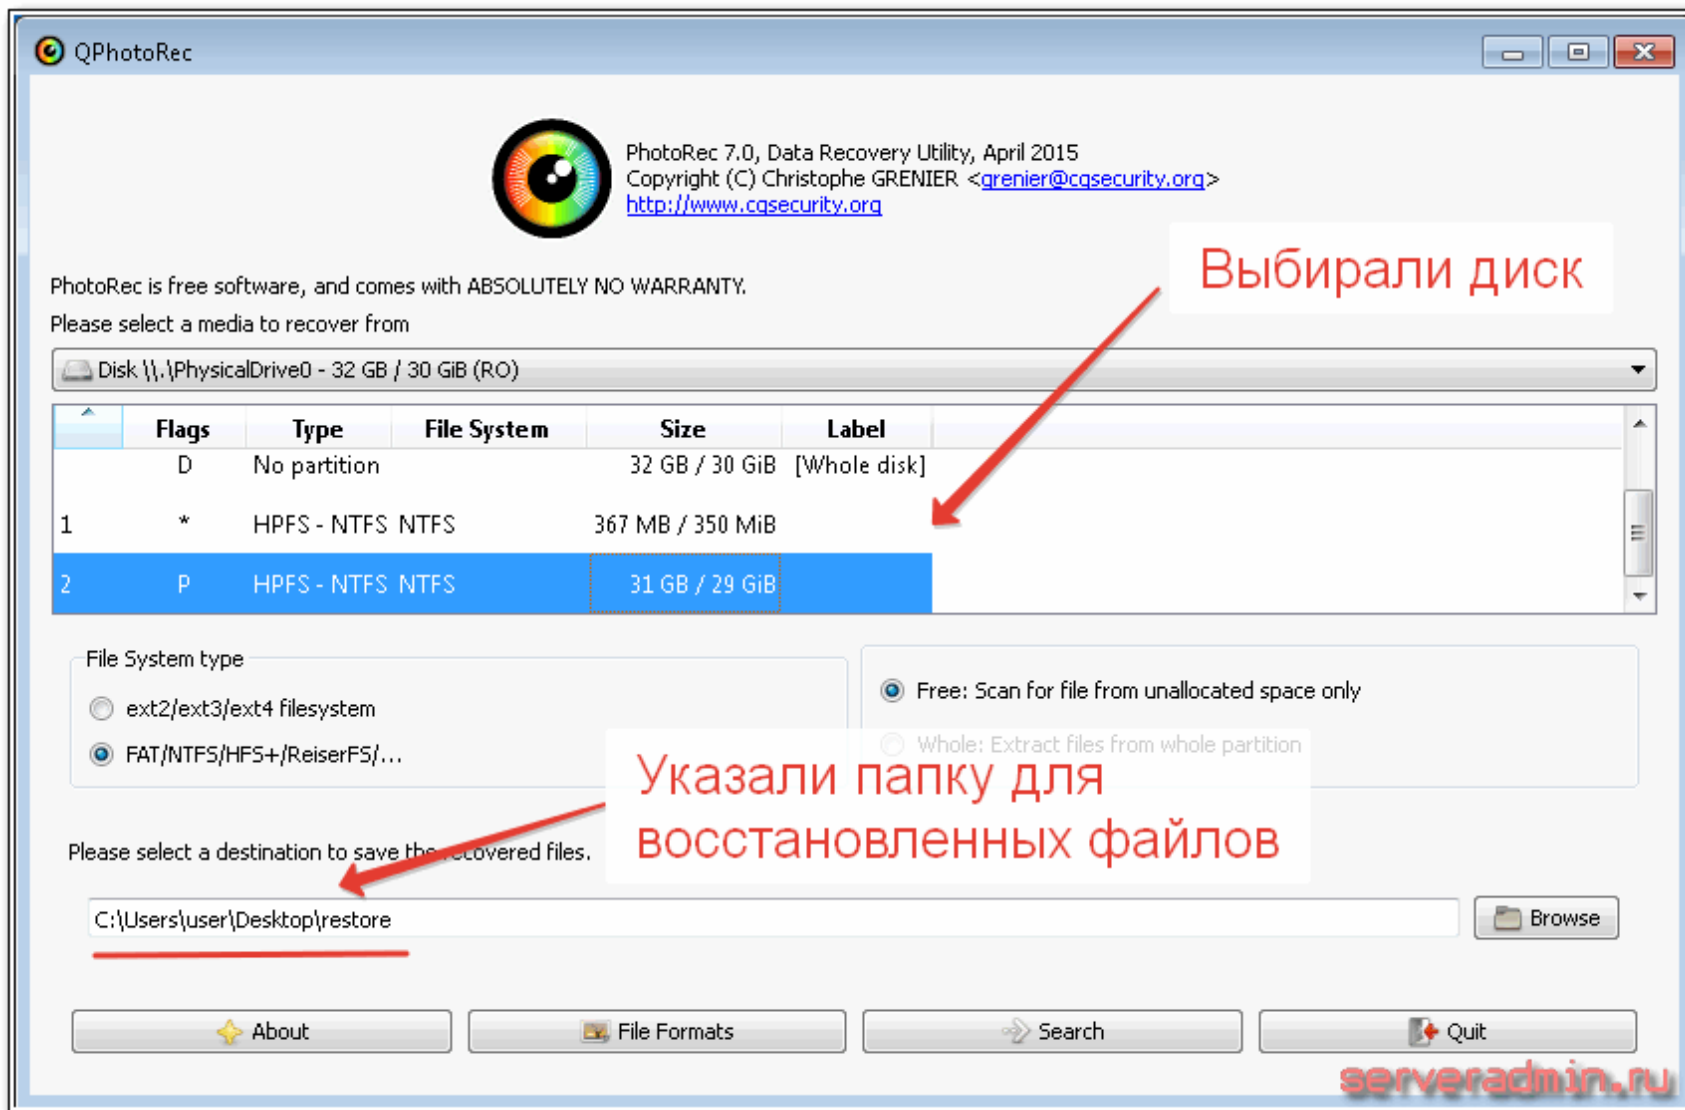 QPhotoRec
PhotoRec 7.0, Data Recovery Utility, April 2015
Copyright (C) Christophe GRENIER <grenier@cgsecurity.org>
http://www.cgsecurity.org
Выбирали диск
PhotoRec is free software, and comes with ABSOLUTELY NO WARRANTY.
Please select a media to recover from
Disk \\.\PhysicalDrive0 - 32 GB / 30 GiB (RO)
Flags Type File System Size Label
D No partition 32 GB / 30 GiB [Whole disk]
1 * HPFS - NTFS NTFS 367 MB / 350 MiB
2 P HPFS - NTFS NTFS 31 GB / 29 GiB
File System type
ext2/ext3/ext4 filesystem
FAT/NTFS/HFS+/ReiserFS/...
Free: Scan for file from unallocated space only
Whole: Extract files from whole partition
Указали папку для
восстановленных файлов
Please select a destination to save the recovered files.
C:\Users\user\Desktop\restore
Browse
About File Formats Search Quit
serveradmin.ru